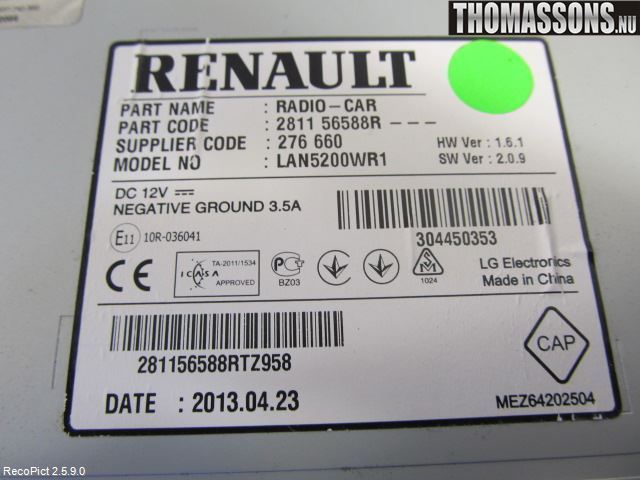 THOMASSONS.NU
RENAULT
PART NAME : RADIO-CAR
PART CODE : 2811 56588R ---
SUPPLIER CODE : 276 660
MODEL NO : LAN5200WR1
HW Ver : 1.6.1
SW Ver : 2.0.9
DC 12V
NEGATIVE GROUND 3.5A
E11 10R-036041
304450353
CE
ICASA
TA-2011/1534
APPROVED
BZ03
1024
LG Electronics
Made in China
281156588RTZ958
CAP
DATE : 2013.04.23
MEZ64202504
RecoPict 2.5.9.0